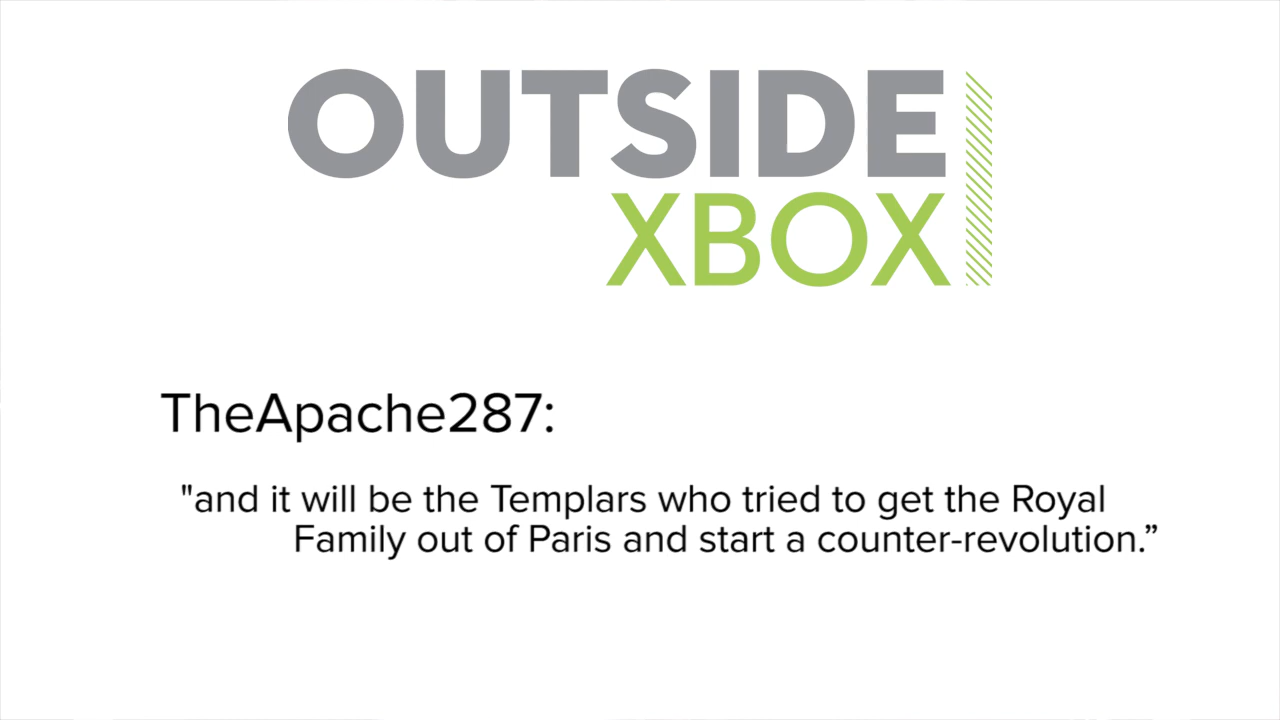 OUTSIDE
XBOX
TheApache287:
"and it will be the Templars who tried to get the Royal
Family out of Paris and start a counter-revolution.”